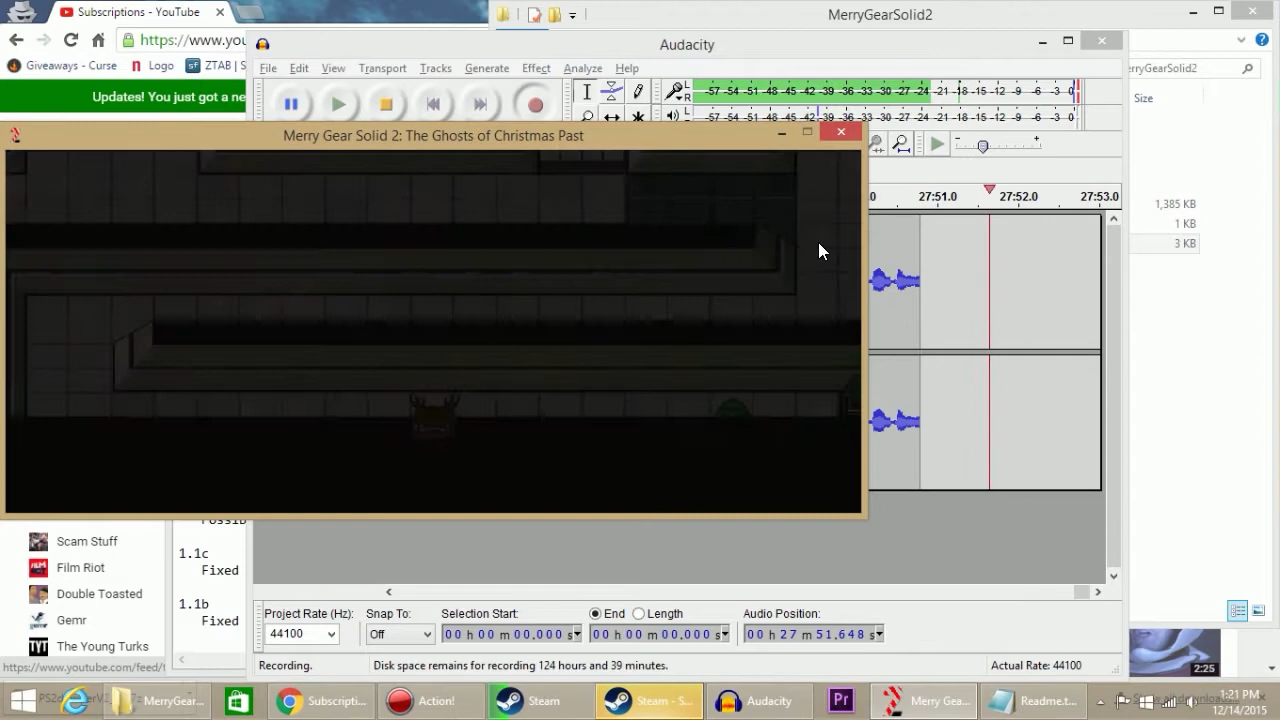 Subscriptions - YouTube
MerryGearSolid2
https://www.you
Audacity
Giveaways - Curse
Logo
ZTAB | S
File Edit View Transport Tracks Generate Effect Analyze Help
erryGearSolid2
Updates! You just got a ne
L
R
-57 -54 -51 -48 -45 -42 -39 -36 -33 -30 -27 -24 -21 -18 -15 -12 -9 -6 -3 0
-57 -54 -51 -48 -45 -42 -39 -36 -33 -30 -27 -24 -21 -18 -15 -12 -9 -6 -3 0
Size
Merry Gear Solid 2: The Ghosts of Christmas Past
27:51.0 27:52.0 27:53.0
1,385 KB
1 KB
3 KB
Scam Stuff
Film Riot
Double Toasted
Gemr
The Young Turks
1.1c
Fixed
1.1b
Fixed
Project Rate (Hz): Snap To: Selection Start: End Length Audio Position:
44100 Off 00 h 00 m 00.000 s 00 h 00 m 00.000 s 00 h 27 m 51.648 s
Recording. Disk space remains for recording 124 hours and 39 minutes. Actual Rate: 44100
https://www.youtube.com/feed/
2:25
MerryGear... Subscripti... Action! Steam Steam - S... Audacity Pr Merry Gea... Readme.t...
1:21 PM
12/14/2015